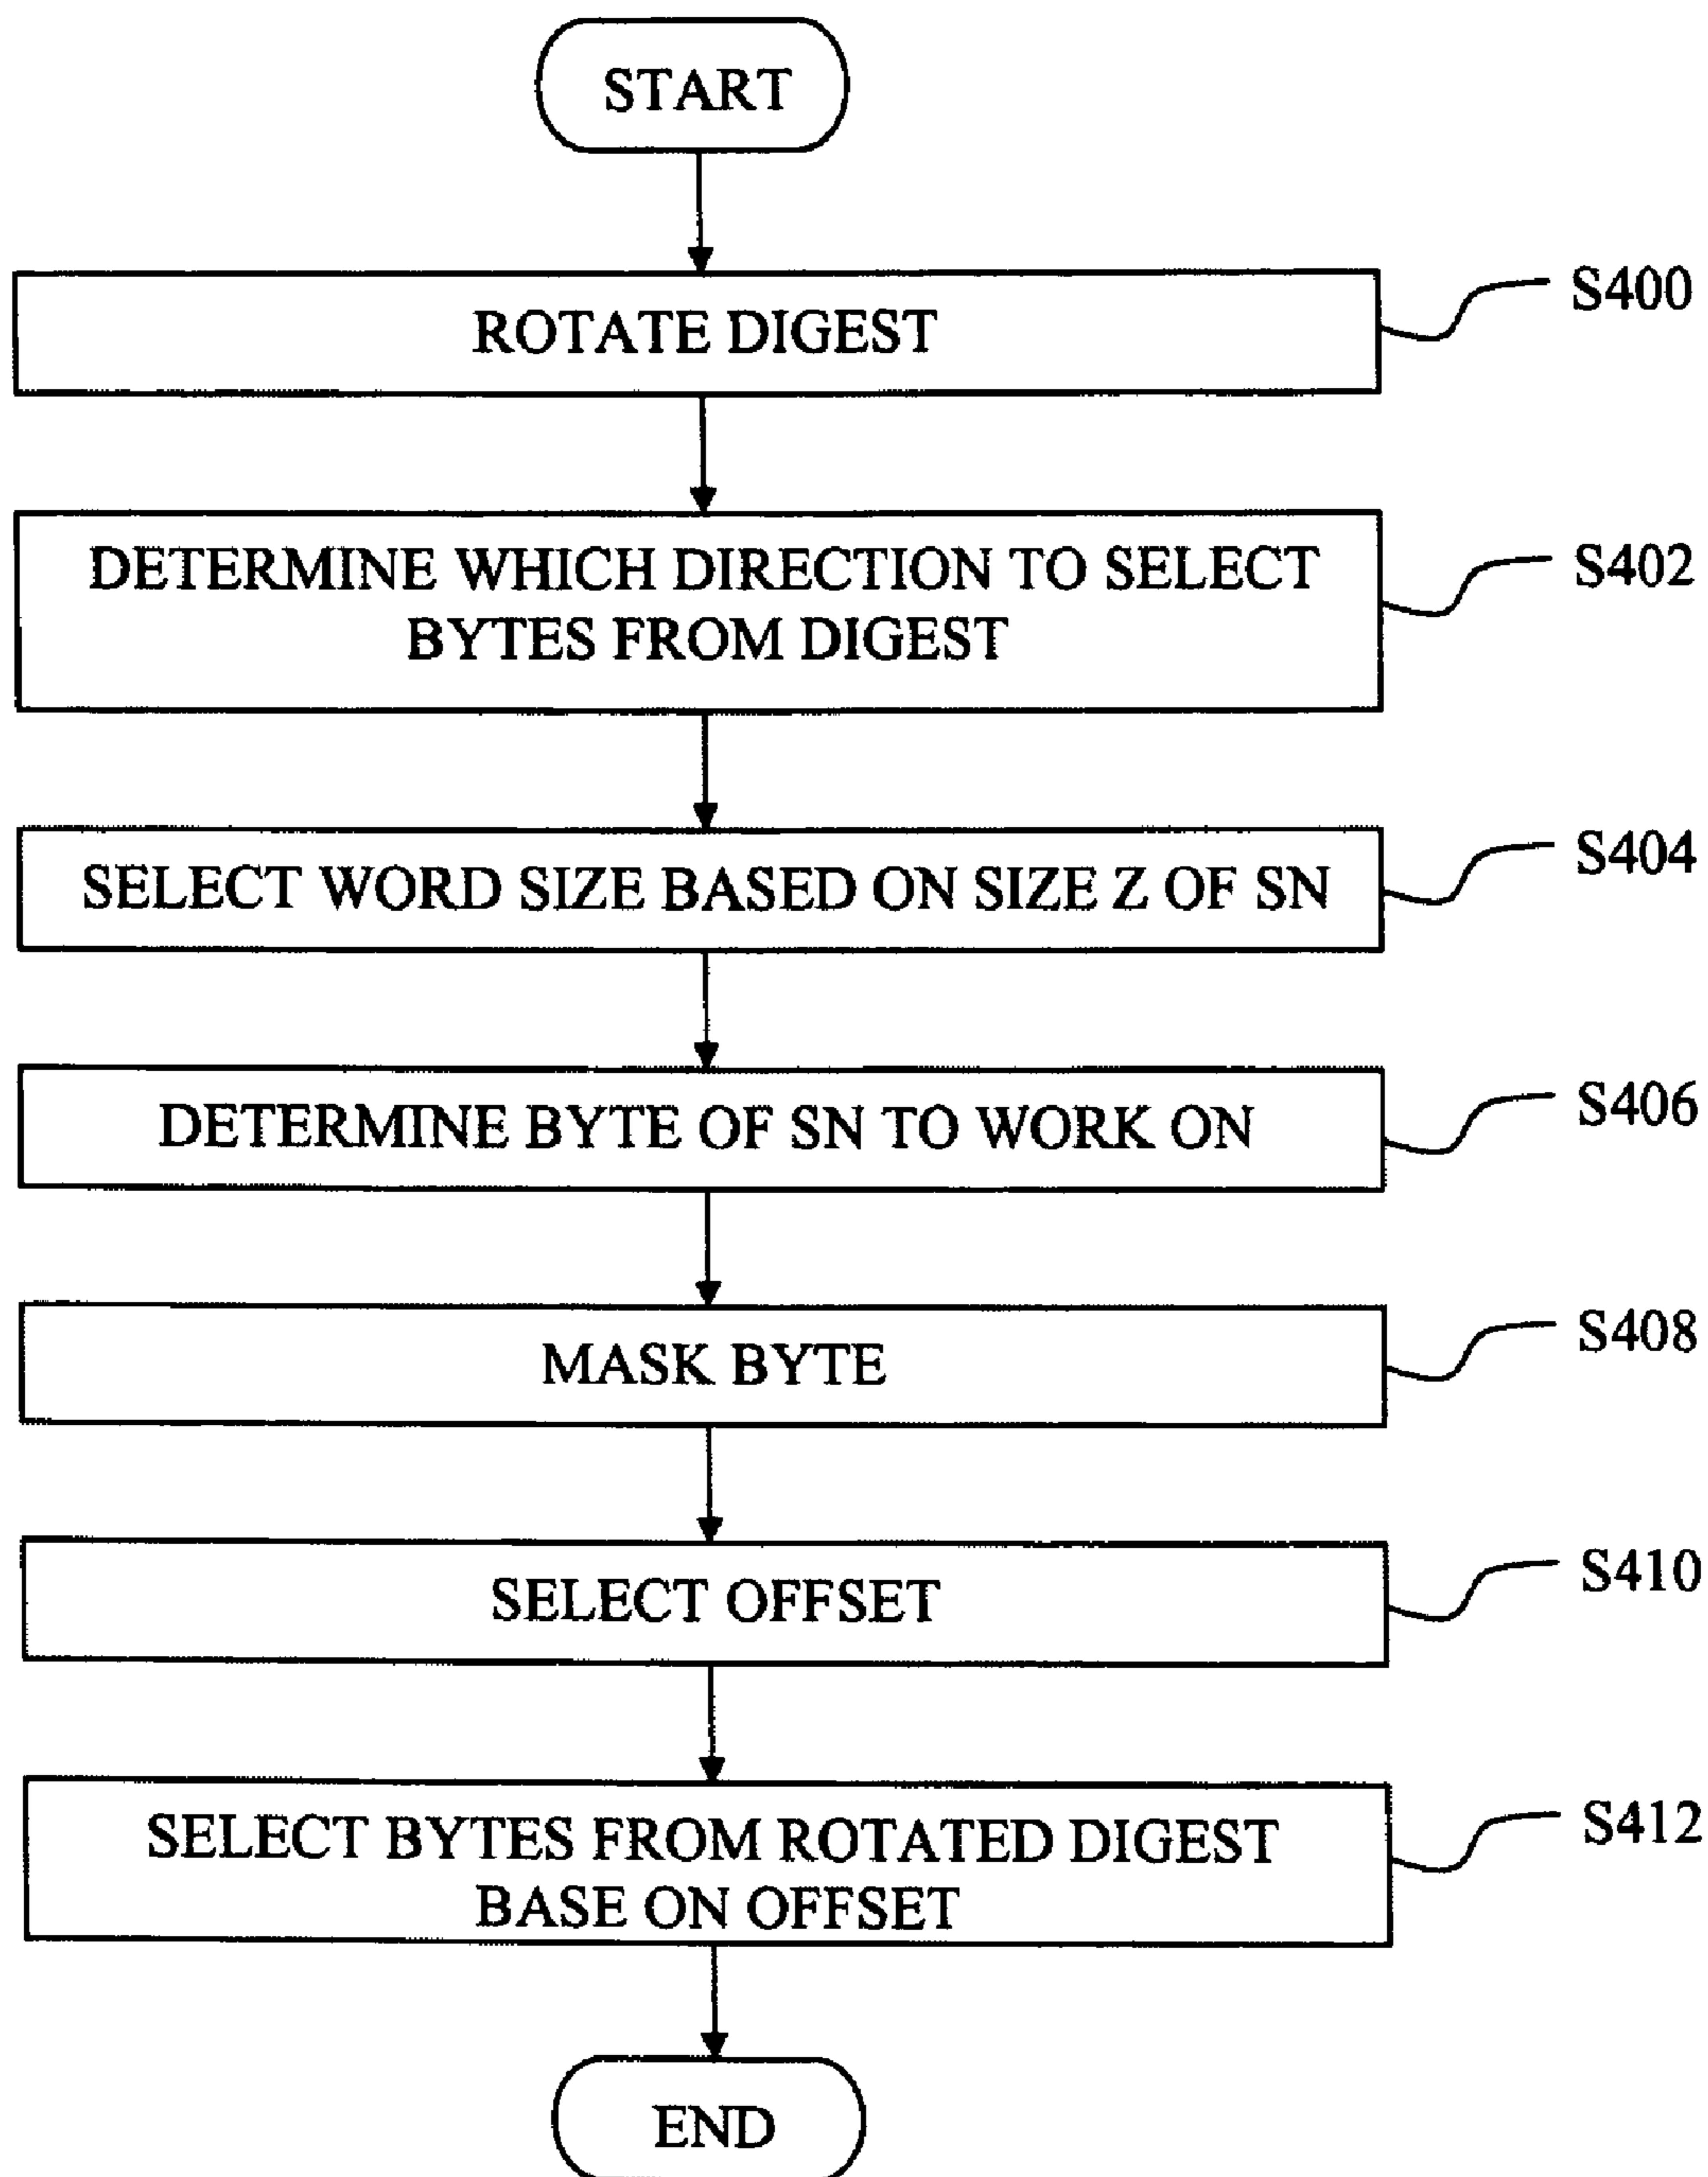 START
ROTATE DIGEST
S400
DETERMINE WHICH DIRECTION TO SELECT
BYTES FROM DIGEST
S402
SELECT WORD SIZE BASED ON SIZE Z OF SN
S404
DETERMINE BYTE OF SN TO WORK ON
S406
MASK BYTE
S408
SELECT OFFSET
S410
SELECT BYTES FROM ROTATED DIGEST
BASE ON OFFSET
S412
END